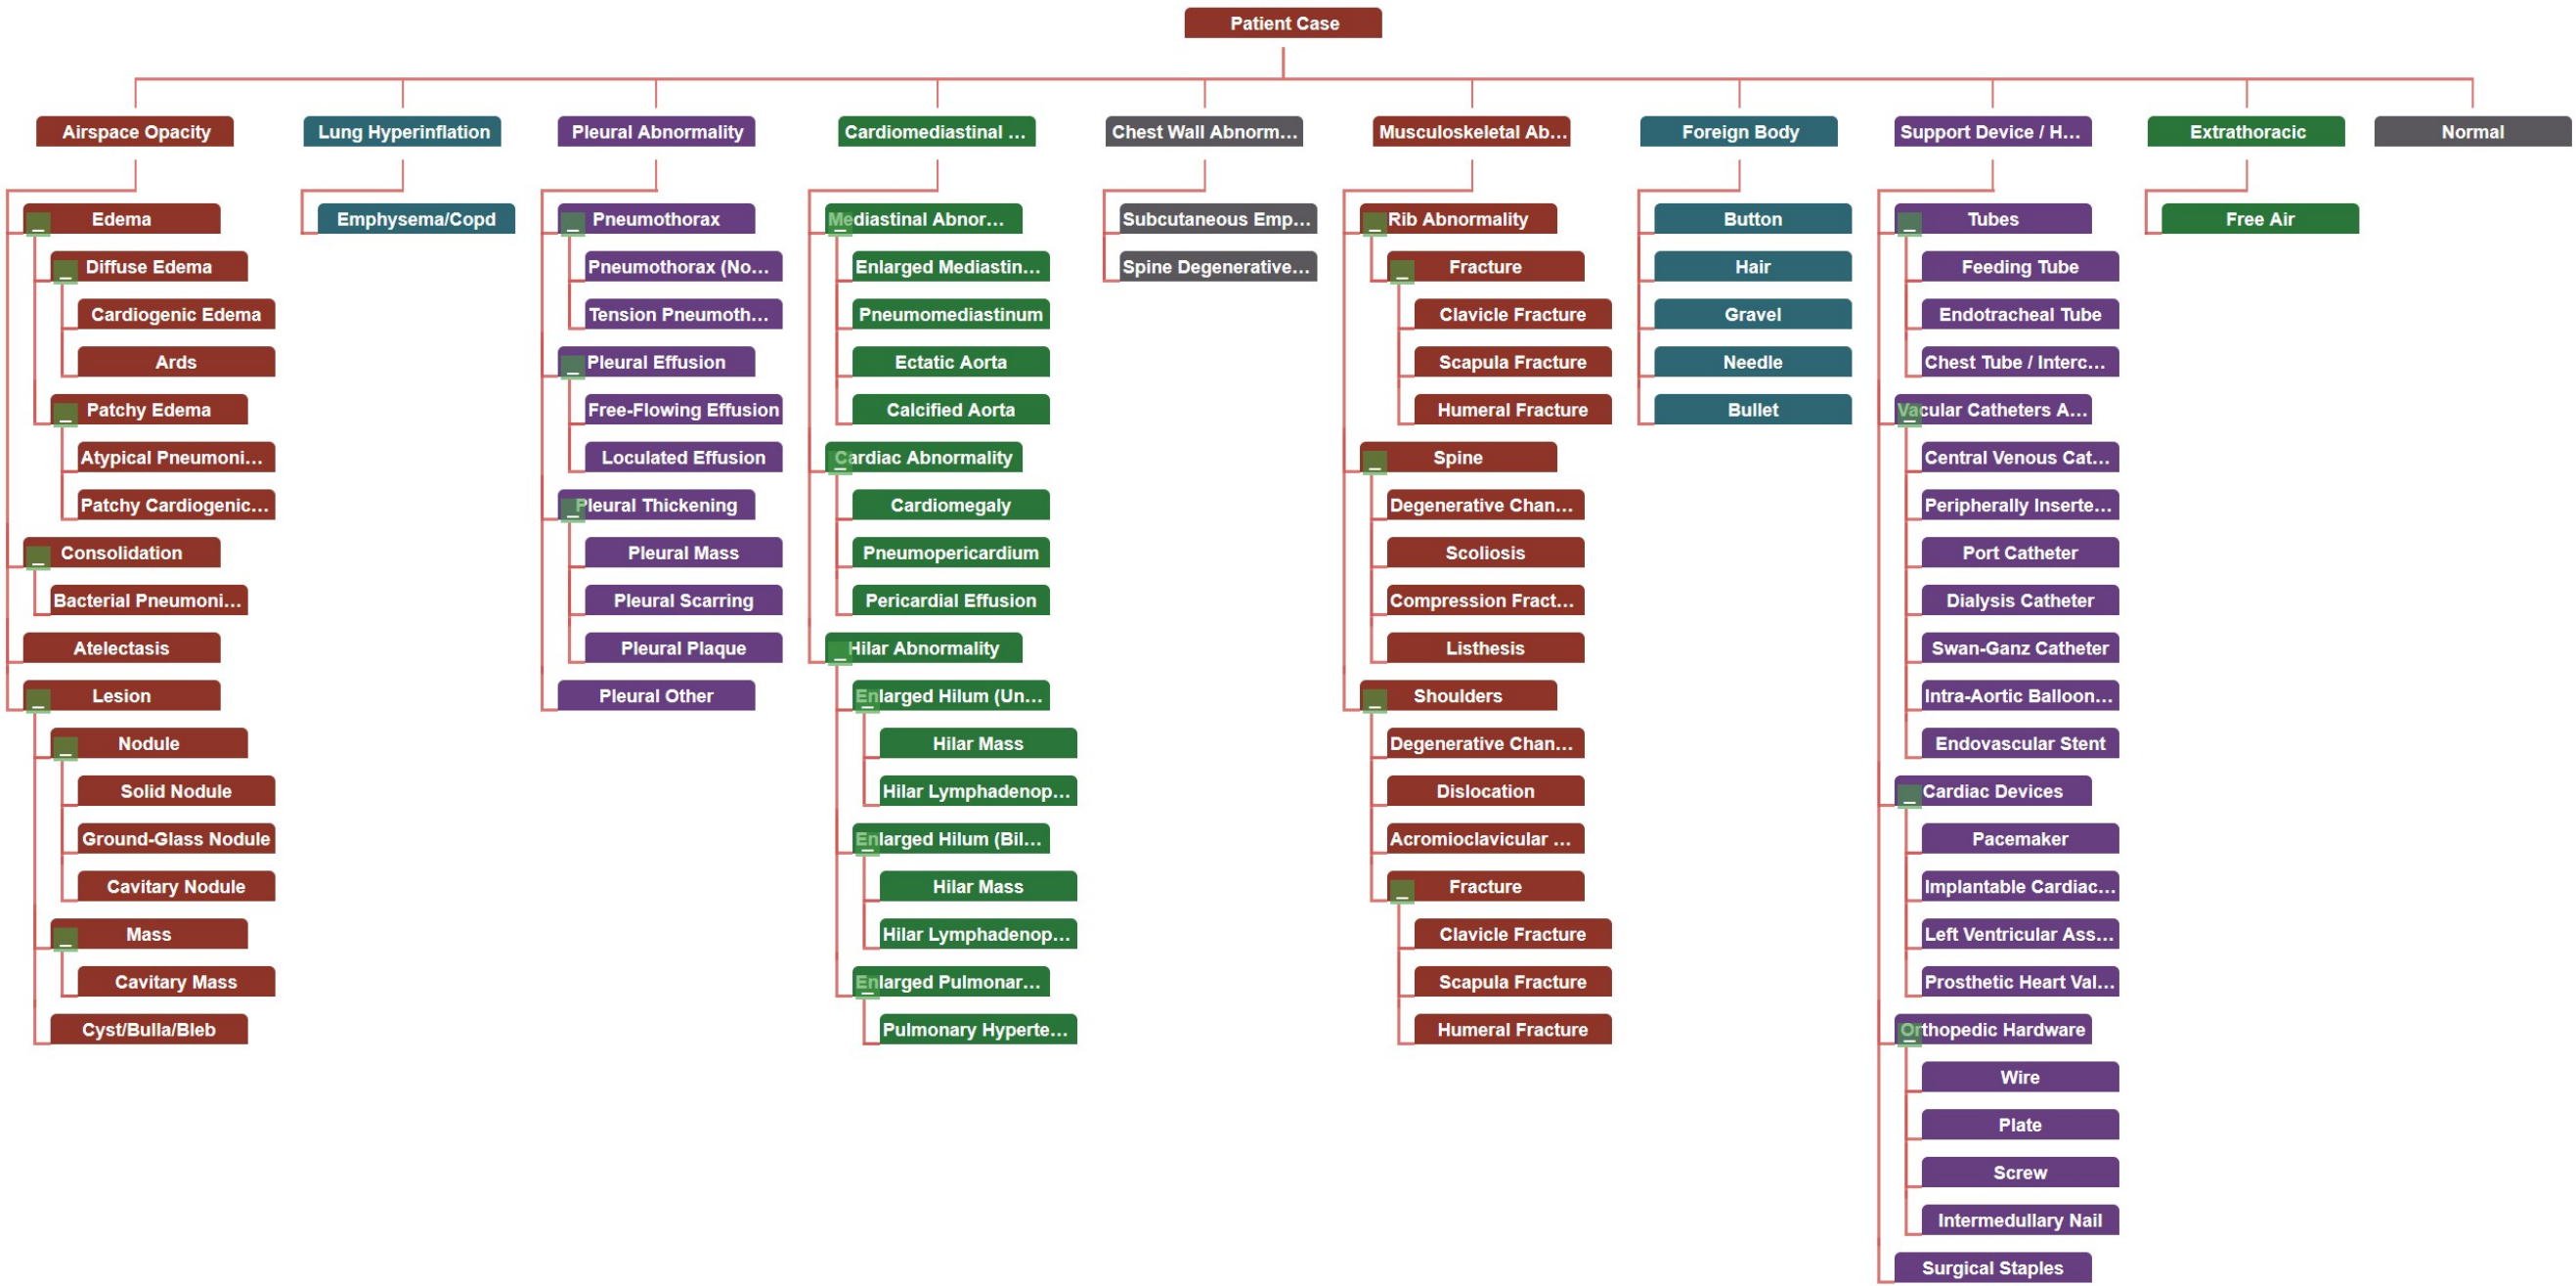 Patient Case
Airspace Opacity
Edema
Diffuse Edema
Cardiogenic Edema
Ards
Patchy Edema
Atypical Pneumoni...
Patchy Cardiogenic...
Consolidation
Bacterial Pneumoni...
Atelectasis
Lesion
Nodule
Solid Nodule
Ground-Glass Nodule
Cavitary Nodule
Mass
Cavitary Mass
Cyst/Bulla/Bleb
Lung Hyperinflation
Emphysema/Copd
Pleural Abnormality
Pneumothorax
Pneumothorax (No...
Tension Pneumoth...
Pleural Effusion
Free-Flowing Effusion
Loculated Effusion
Pleural Thickening
Pleural Mass
Pleural Scarring
Pleural Plaque
Pleural Other
Cardiomediastinal ...
Mediastinal Abnor...
Enlarged Mediastin...
Pneumomediastinum
Ectatic Aorta
Calcified Aorta
Cardiac Abnormality
Cardiomegaly
Pneumopericardium
Pericardial Effusion
Hilar Abnormality
Enlarged Hilum (Un...
Hilar Mass
Hilar Lymphadenop...
Enlarged Hilum (Bil...
Hilar Mass
Hilar Lymphadenop...
Enlarged Pulmonar...
Pulmonary Hyperte...
Chest Wall Abnorm...
Subcutaneous Emp...
Spine Degenerative...
Musculoskeletal Ab...
Rib Abnormality
Fracture
Clavicle Fracture
Scapula Fracture
Humeral Fracture
Spine
Degenerative Chan...
Scoliosis
Compression Fract...
Listhesis
Shoulders
Degenerative Chan...
Dislocation
Acromioclavicular ...
Fracture
Clavicle Fracture
Scapula Fracture
Humeral Fracture
Foreign Body
Button
Hair
Gravel
Needle
Bullet
Support Device / H...
Tubes
Feeding Tube
Endotracheal Tube
Chest Tube / Interc...
Vacular Catheters A...
Central Venous Cat...
Peripherally Inserte...
Port Catheter
Dialysis Catheter
Swan-Ganz Catheter
Intra-Aortic Balloon...
Endovascular Stent
Cardiac Devices
Pacemaker
Implantable Cardiac...
Left Ventricular Ass...
Prosthetic Heart Val...
Orthopedic Hardware
Wire
Plate
Screw
Intermedullary Nail
Surgical Staples
Extrathoracic
Free Air
Normal